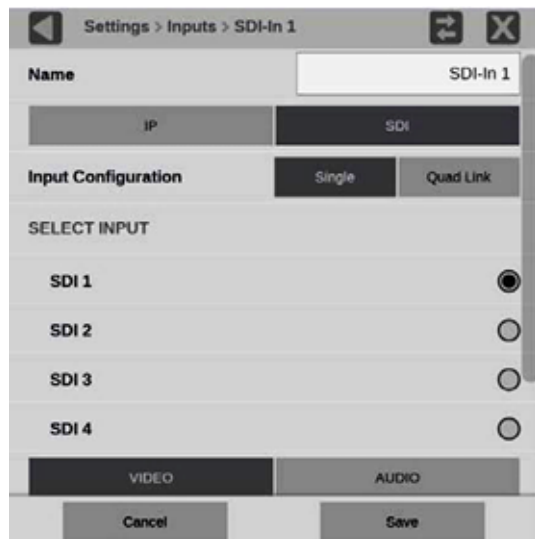 Settings > Inputs > SDI-In 1
Name SDI-In 1
IP SDI
Input Configuration Single Quad Link
SELECT INPUT
SDI 1
SDI 2
SDI 3
SDI 4
VIDEO AUDIO
Cancel Save